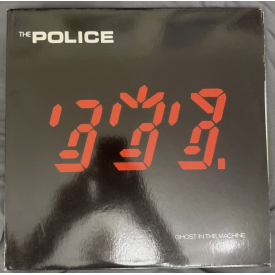 THE POLICE
GHOST IN THE MACHINE